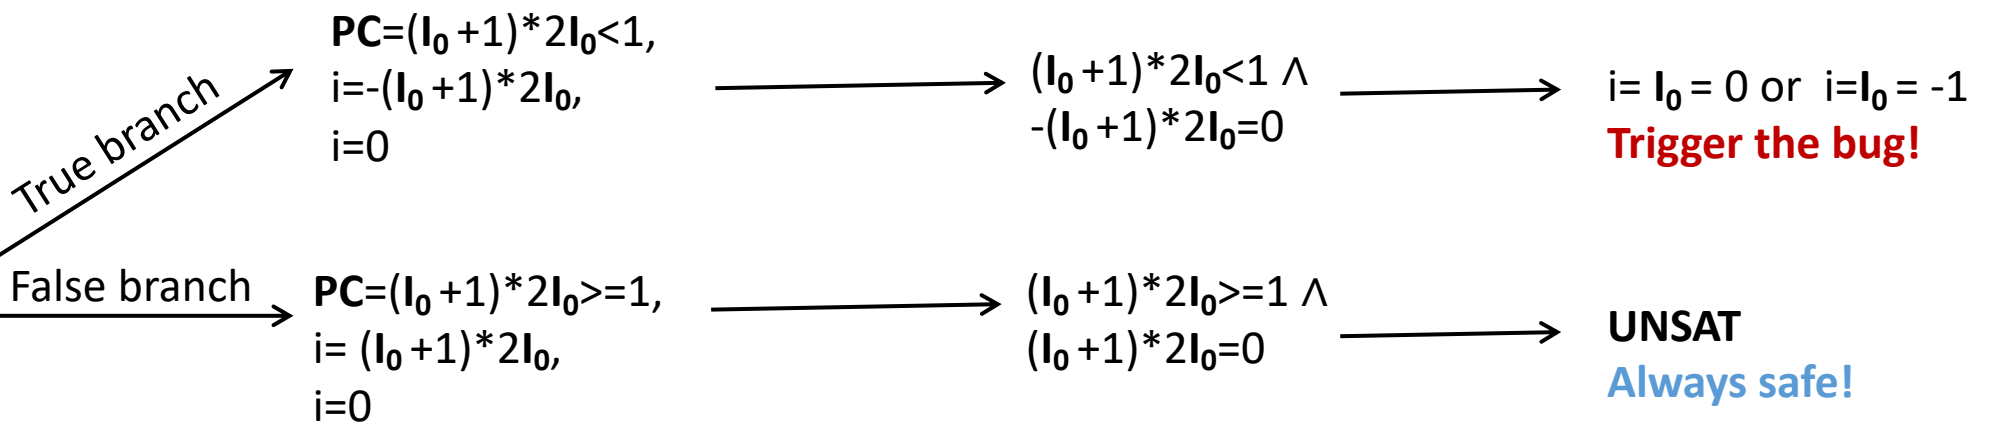 True branch
PC=(I₀+1)*2I₀<1,
i=-(I₀+1)*2I₀,
i=0
(I₀+1)*2I₀<1 ∧
-(I₀+1)*2I₀=0
i= I₀ = 0 or i=I₀ = -1
Trigger the bug!
False branch
PC=(I₀+1)*2I₀>=1,
i= (I₀+1)*2I₀,
i=0
(I₀+1)*2I₀>=1 ∧
(I₀+1)*2I₀=0
UNSAT
Always safe!